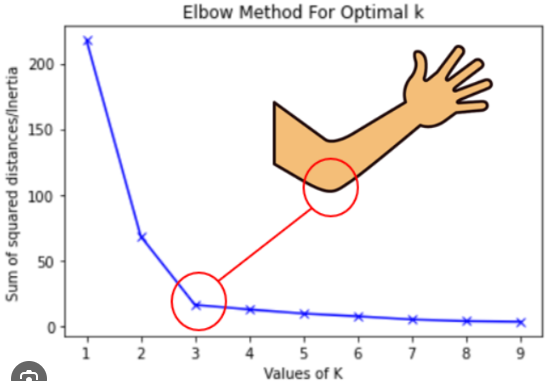 Elbow Method For Optimal k
Sum of squared distances/Inertia
200
150
100
50
0
1 2 3 4 5 6 7 8 9
Values of K